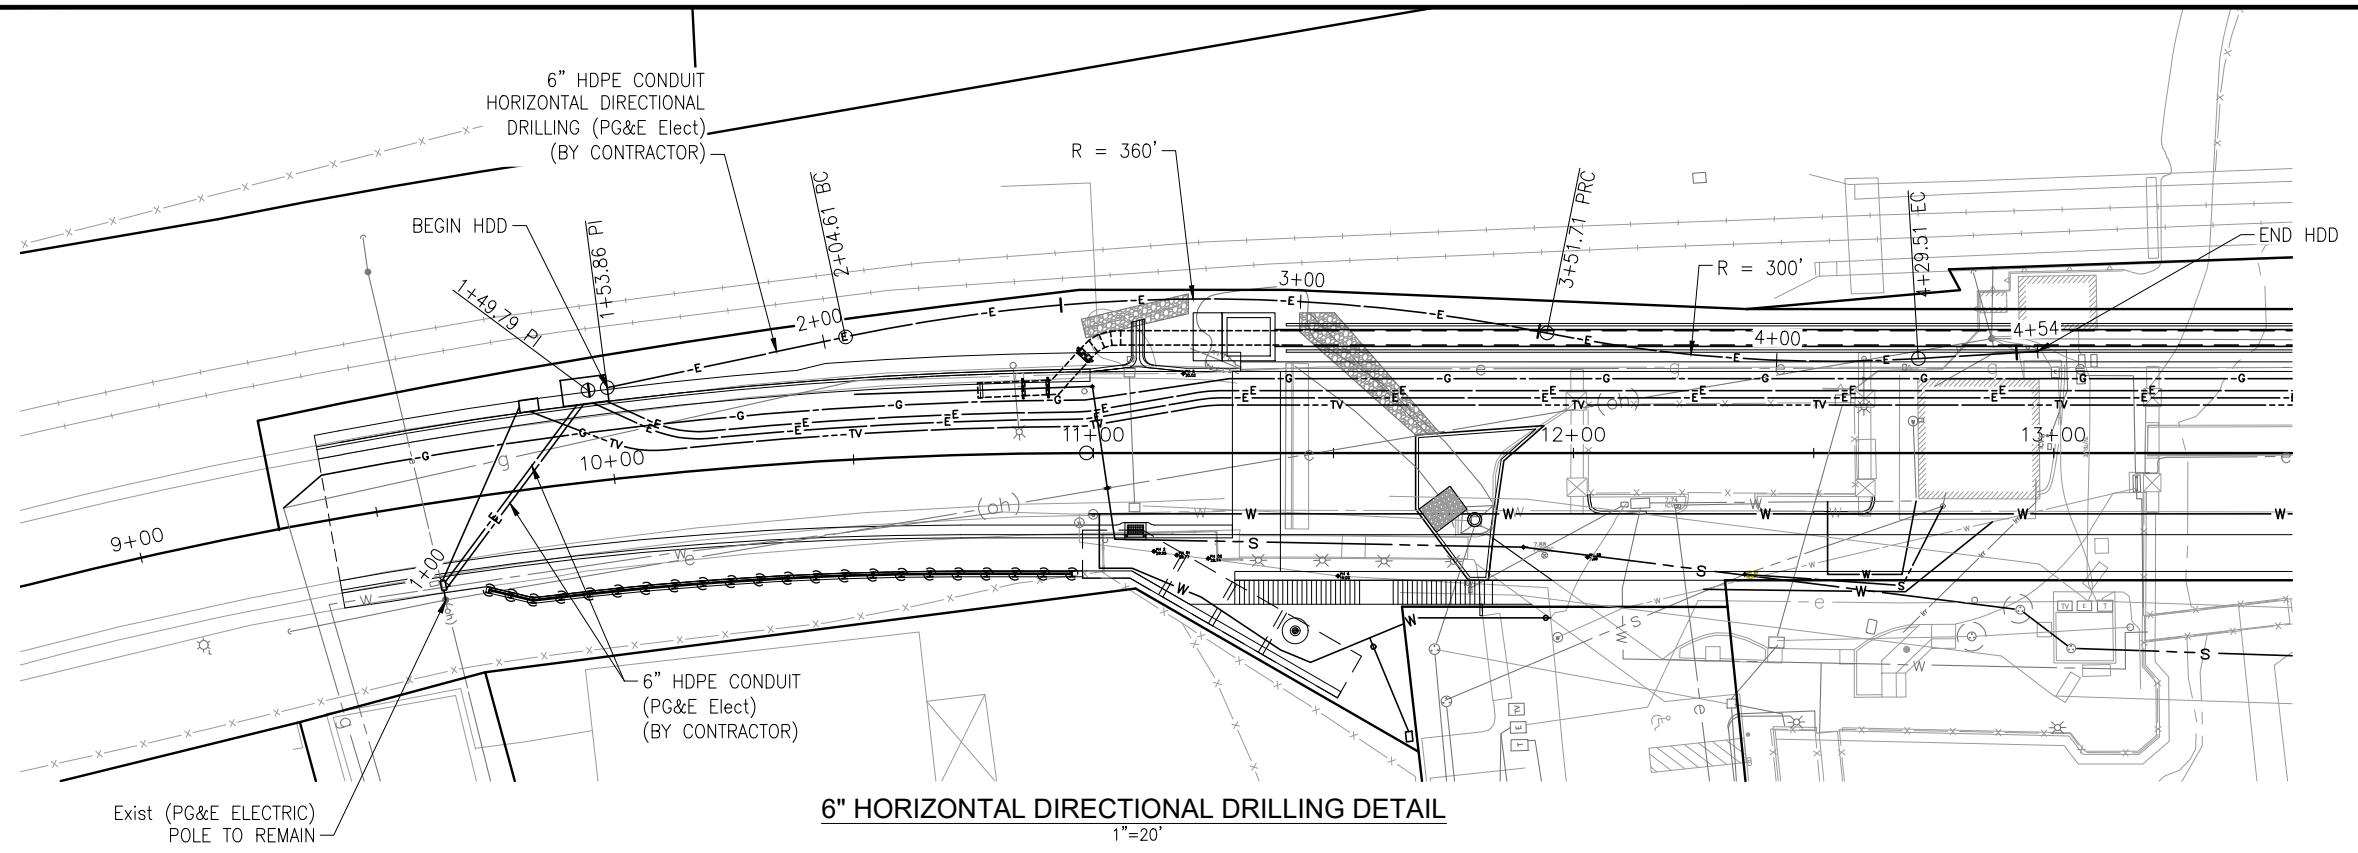 6" HDPE CONDUIT
HORIZONTAL DIRECTIONAL
DRILLING (PG&E Elect)
(BY CONTRACTOR)
R = 360'
BEGIN HDD
1+53.86 PI
1+49.79 PI
2+04.61 BC
3+51.71 PRC
4+29.51 EC
END HDD
R = 300'
2+00
3+00
4+00
4+54
9+00
10+00
11+00
12+00
13+00
1+00
(oh)
(oh)
(oh)
6" HDPE CONDUIT
(PG&E Elect)
(BY CONTRACTOR)
Exist (PG&E ELECTRIC)
POLE TO REMAIN
TV E T
W
E
T
6" HORIZONTAL DIRECTIONAL DRILLING DETAIL
1"=20'